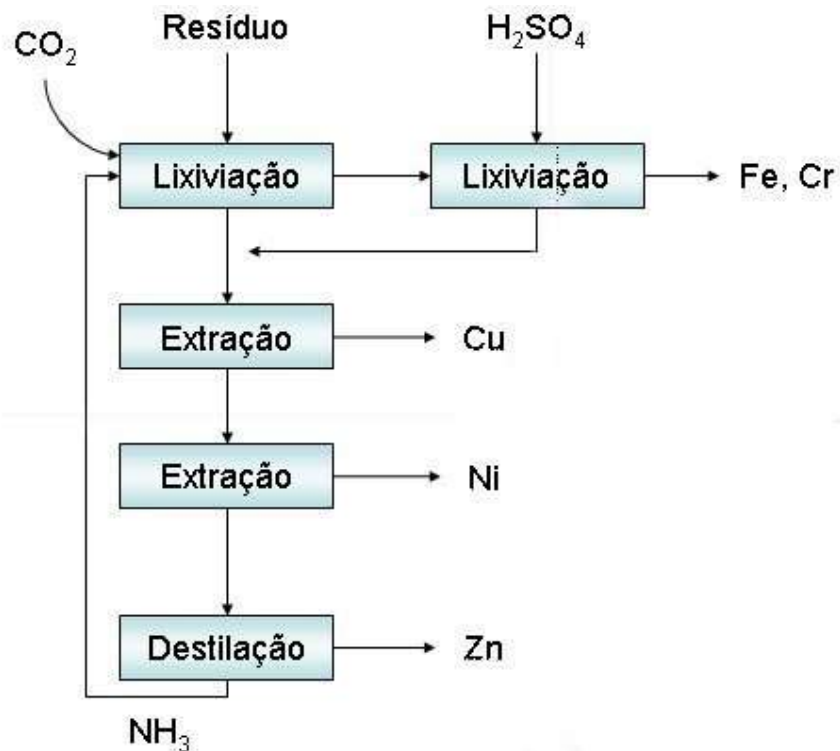 CO₂
Resíduo
H₂SO₄
Lixiviação
Lixiviação
Fe, Cr
Extração
Cu
Extração
Ni
Destilação
Zn
NH₃